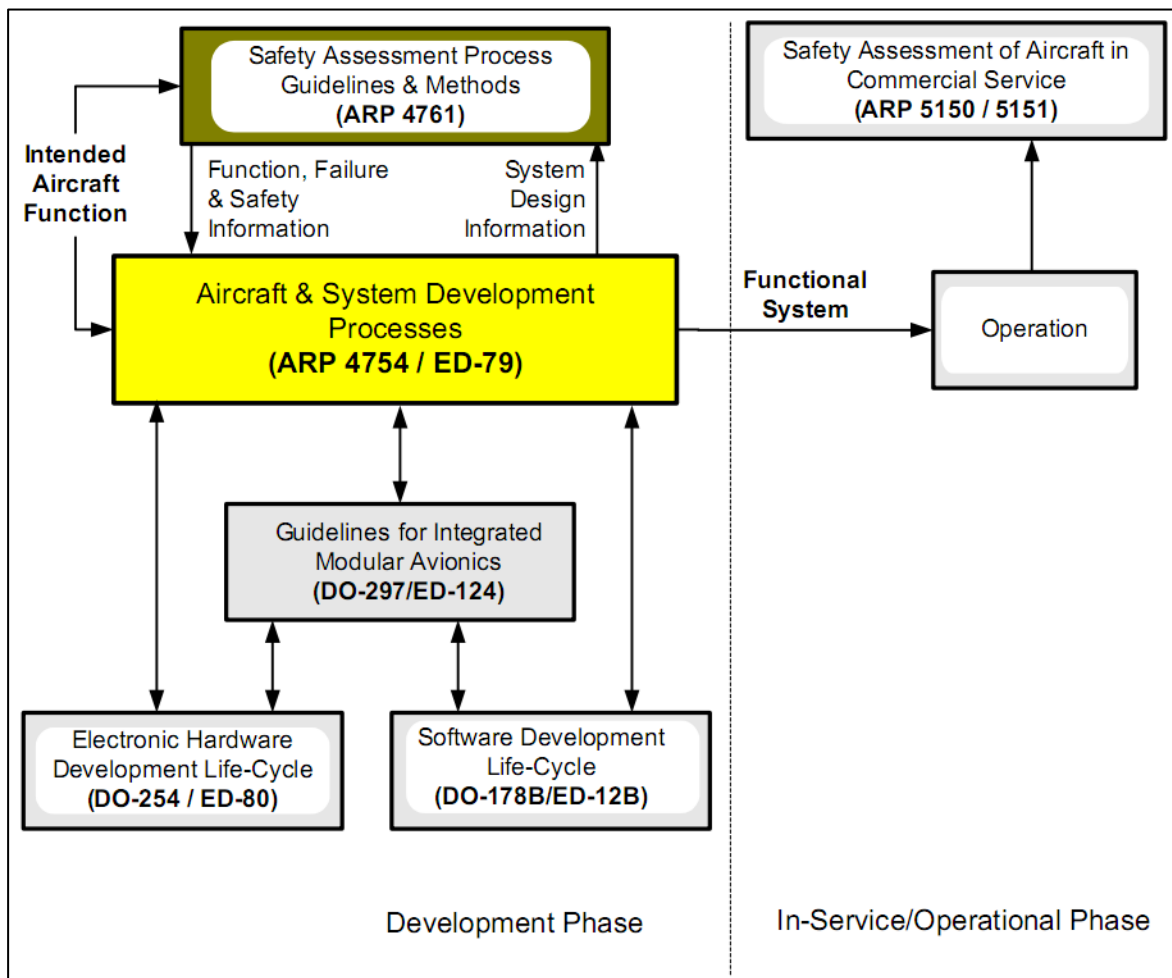 Safety Assessment Process
Guidelines & Methods
(ARP 4761)
Safety Assessment of Aircraft in
Commercial Service
(ARP 5150 / 5151)
Intended
Aircraft
Function
Function, Failure
& Safety
Information
System
Design
Information
Aircraft & System Development
Processes
(ARP 4754 / ED-79)
Functional
System
Operation
Guidelines for Integrated
Modular Avionics
(DO-297/ED-124)
Electronic Hardware
Development Life-Cycle
(DO-254 / ED-80)
Software Development
Life-Cycle
(DO-178B/ED-12B)
Development Phase
In-Service/Operational Phase